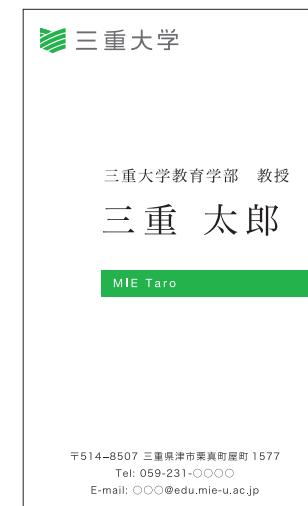 三重大学
三重大学教育学部　教授
三重 太郎
MIE Taro
〒514–8507 三重県津市栗真町屋町 1577
Tel: 059-231-○○○○
E-mail: ○○○@edu.mie-u.ac.jp